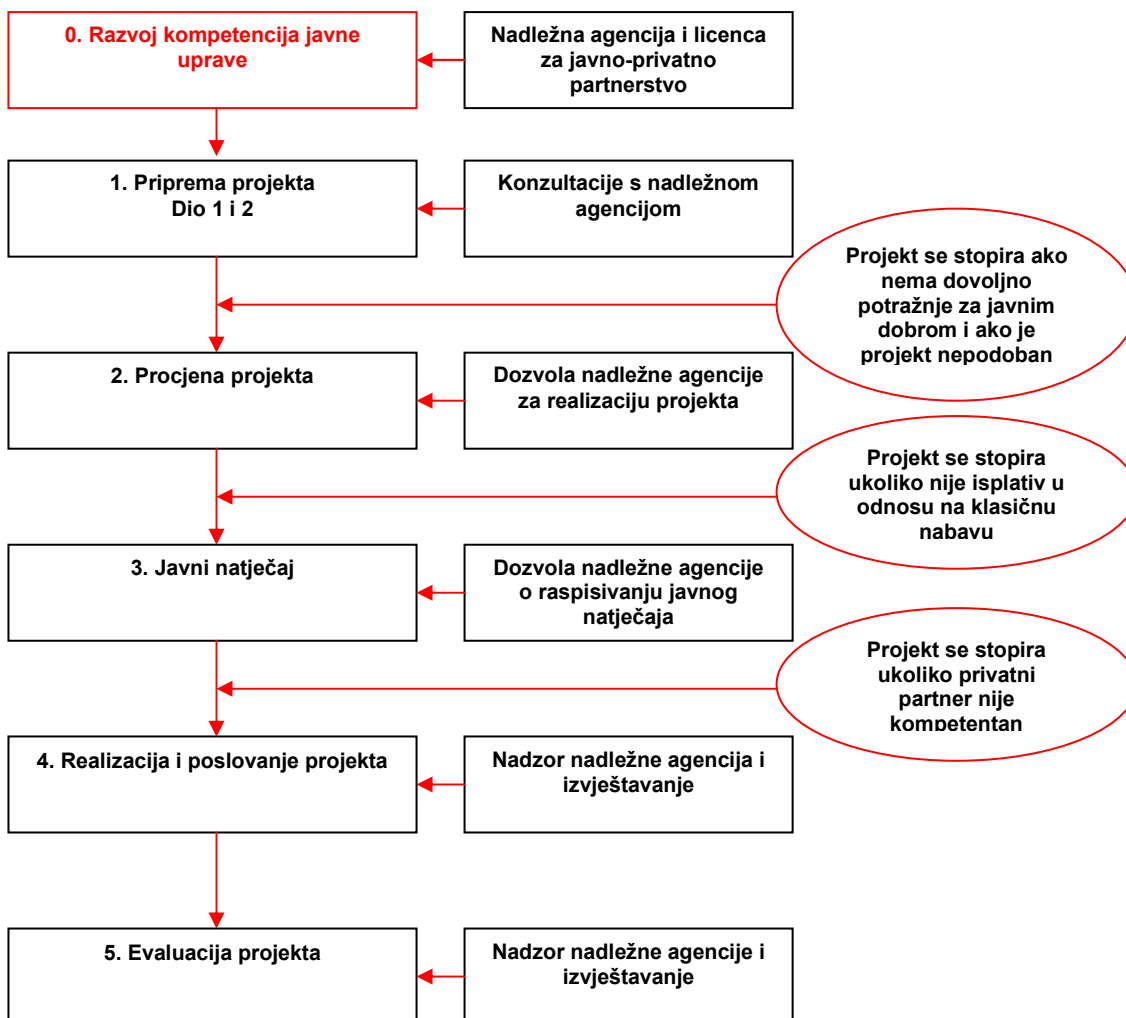 0. Razvoj kompetencija javne
uprave
Nadležna agencija i licenca
za javno-privatno
partnerstvo
1. Priprema projekta
Dio 1 i 2
Konzultacije s nadležnom
agencijom
Projekt se stopira ako
nema dovoljno
potražnje za javnim
dobrom i ako je
projekt nepodoban
2. Procjena projekta
Dozvola nadležne agencije
za realizaciju projekta
Projekt se stopira
ukoliko nije isplativ u
odnosu na klasičnu
nabavu
3. Javni natječaj
Dozvola nadležne agencije
o raspisivanju javnog
natječaja
Projekt se stopira
ukoliko privatni
partner nije
kompetentan
4. Realizacija i poslovanje projekta
Nadzor nadležne agencija i
izvještavanje
5. Evaluacija projekta
Nadzor nadležne agencije i
izvještavanje